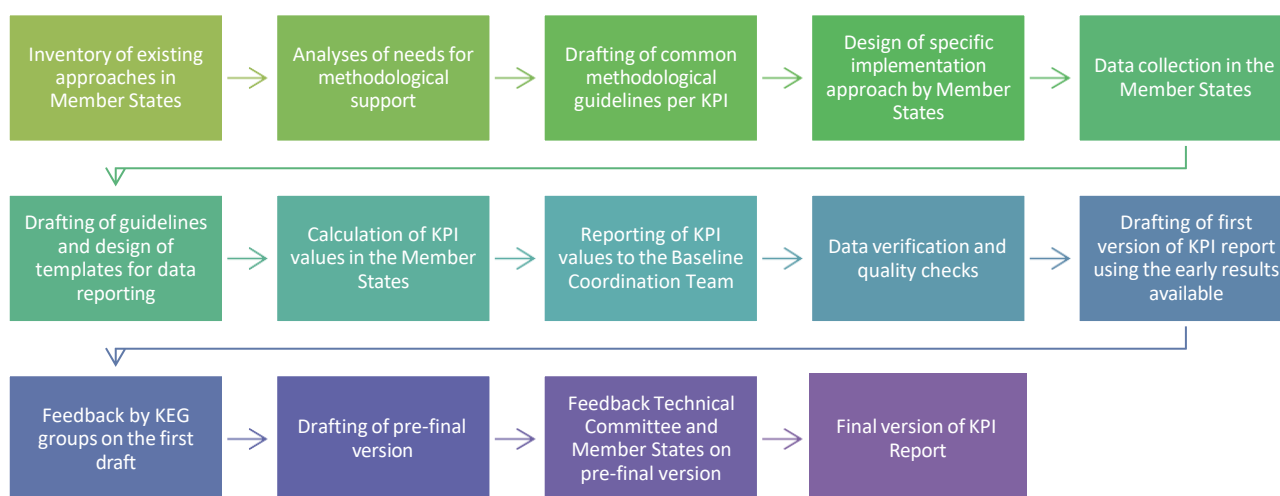 Inventory of existing
approaches in
Member States
Analyses of needs for
methodological
support
Drafting of common
methodological
guidelines per KPI
Design of specific
implementation
approach by Member
States
Data collection in the
Member States
Drafting of guidelines
and design of
templates for data
reporting
Calculation of KPI
values in the Member
States
Reporting of KPI
values to the Baseline
Coordination Team
Data verification and
quality checks
Drafting of first
version of KPI report
using the early results
available
Feedback by KEG
groups on the first
draft
Drafting of pre-final
version
Feedback Technical
Committee and
Member States on
pre-final version
Final version of KPI
Report